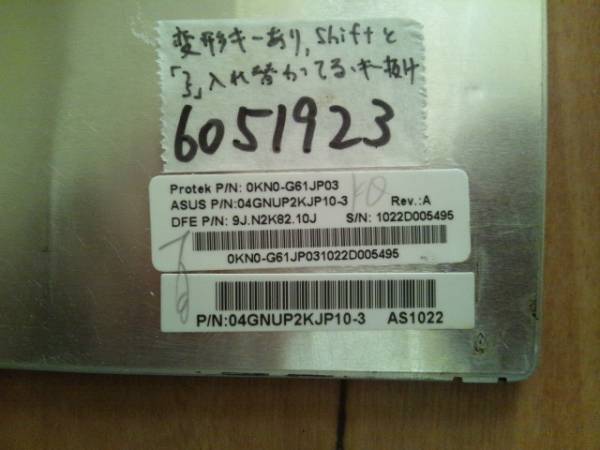 変形キーあり,shiftと
「ろ」入れ替わってる、キー抜け
6051923
Protek P/N: 0KN0-G61JP03
ASUS P/N:04GNUP2KJP10-3 Rev.:A
DFE P/N: 9J.N2K82.10J S/N: 1022D005495
0KN0-G61JP031022D005495
P/N:04GNUP2KJP10-3 AS1022